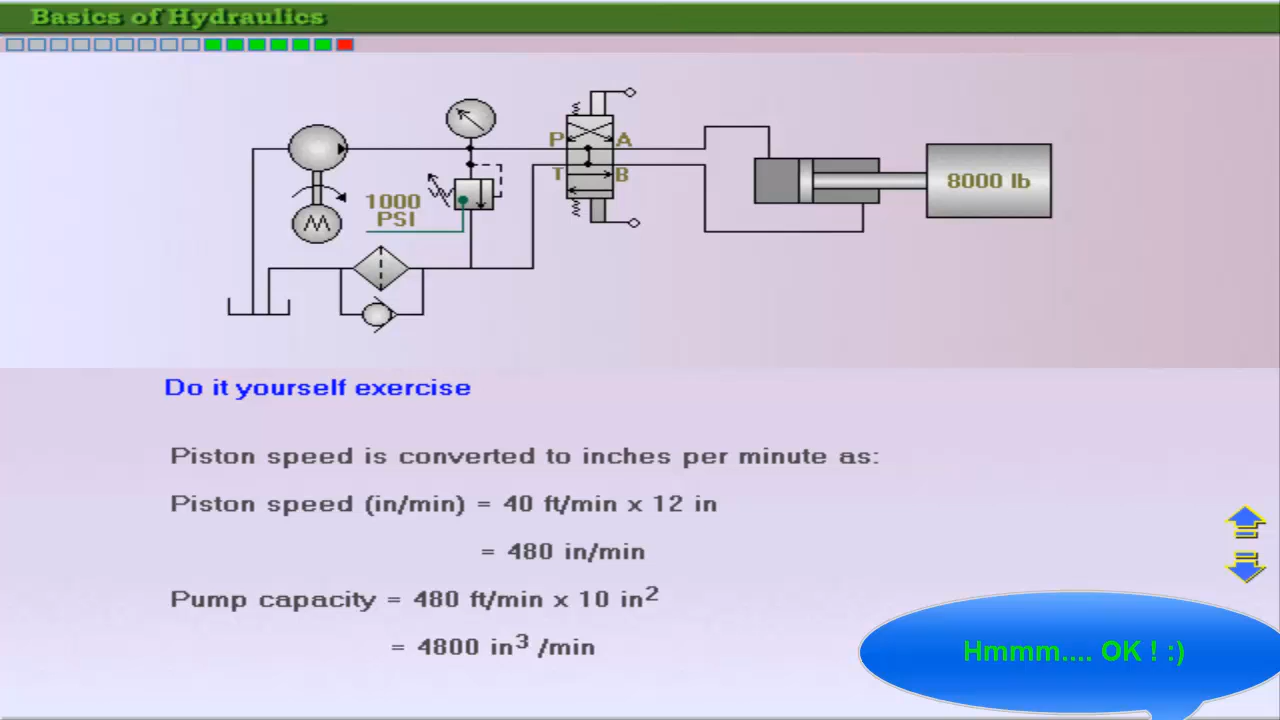 Basics of Hydraulics
P A
T B
1000
PSI
8000 lb
M
Do it yourself exercise
Piston speed is converted to inches per minute as:
Piston speed (in/min) = 40 ft/min x 12 in
= 480 in/min
Pump capacity = 480 ft/min x 10 in²
= 4800 in³ /min
Hmmm.... OK ! :)